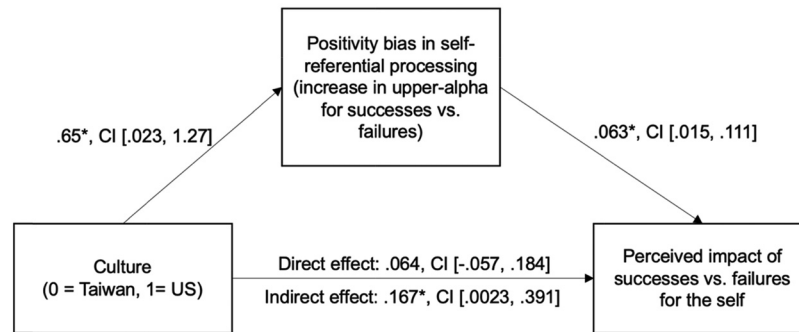 Positivity bias in self-
referential processing
(increase in upper-alpha
for successes vs.
failures)
.65*, CI [.023, 1.27]
.063*, CI [.015, .111]
Culture
(0 = Taiwan, 1= US)
Direct effect: .064, CI [-.057, .184]
Indirect effect: .167*, CI [.0023, .391]
Perceived impact of
successes vs. failures
for the self